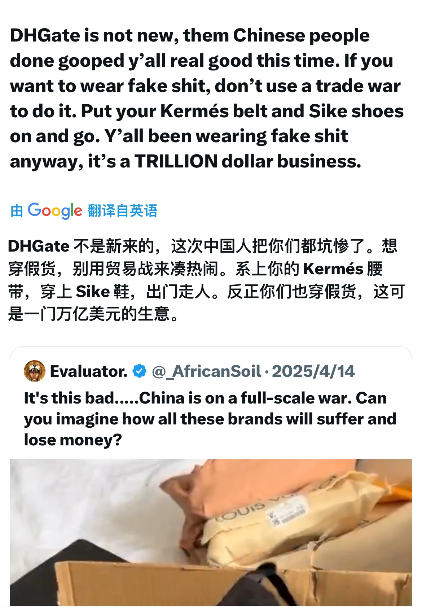 DHGate is not new, them Chinese people
done gooped y’all real good this time. If you
want to wear fake shit, don’t use a trade war
to do it. Put your Kermés belt and Sike shoes
on and go. Y’all been wearing fake shit
anyway, it’s a TRILLION dollar business.
由 Google 翻译自英语
DHGate 不是新来的，这次中国人把你们都坑惨了。想
穿假货，别用贸易战来凑热闹。系上你的 Kermés 腰
带，穿上 Sike 鞋，出门走人。反正你们也穿假货，这可
是一门万亿美元的生意。
Evaluator. @_AfricanSoil · 2025/4/14
It's this bad.....China is on a full-scale war. Can
you imagine how all these brands will suffer and
lose money?
LOUIS